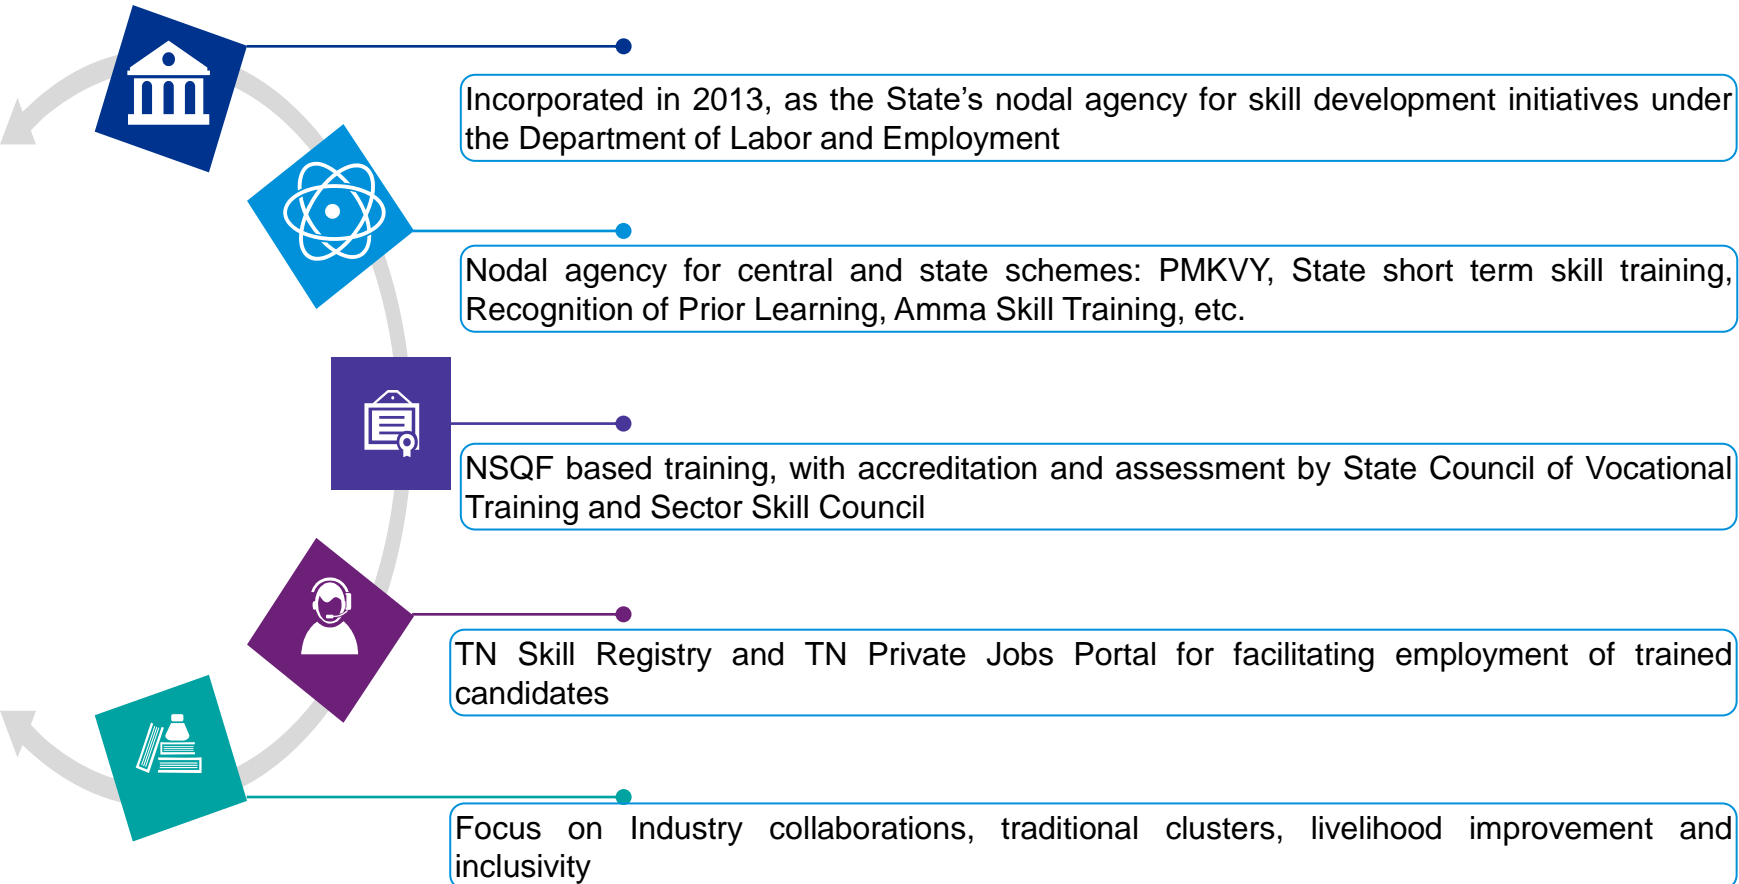 Incorporated in 2013, as the State’s nodal agency for skill development initiatives under
the Department of Labor and Employment
Nodal agency for central and state schemes: PMKVY, State short term skill training,
Recognition of Prior Learning, Amma Skill Training, etc.
NSQF based training, with accreditation and assessment by State Council of Vocational
Training and Sector Skill Council
TN Skill Registry and TN Private Jobs Portal for facilitating employment of trained
candidates
Focus on Industry collaborations, traditional clusters, livelihood improvement and
inclusivity